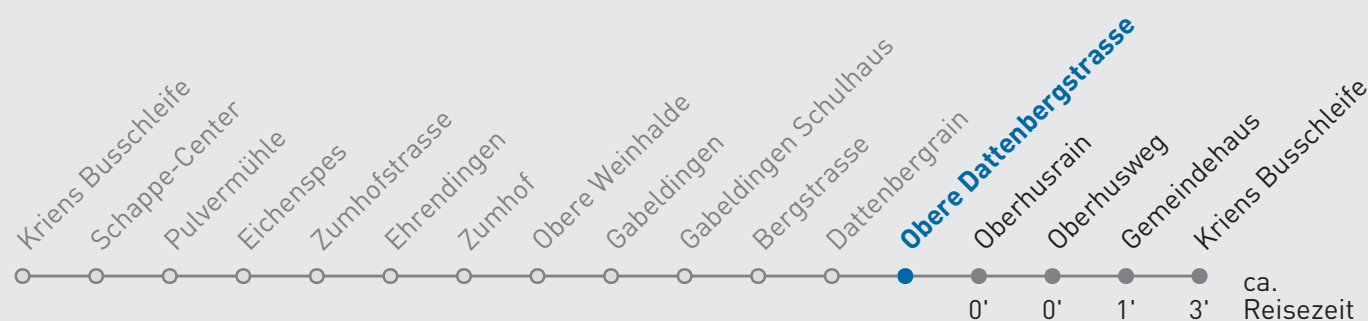 Kriens Busschleife
Schappe-Center
Pulvermühle
Eichenspes
Zumhofstrasse
Ehrendingen
Zumhof
Obere Weinhalde
Gabeldingen
Gabeldingen Schulhaus
Bergstrasse
Dattenbergrain
Obere Dattenbergstrasse
Oberhusrain
Oberhusweg
Gemeindehaus
Kriens Busschleife
ca.
0' 0' 1' 3' Reisezeit